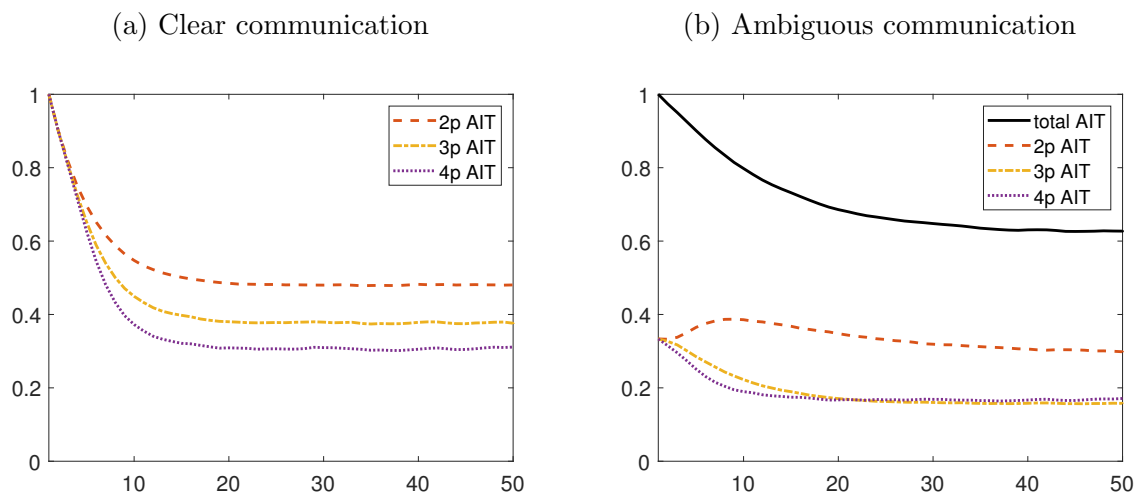 (a) Clear communication
1
0.8
0.6
0.4
0.2
0
10 20 30 40 50
2p AIT
3p AIT
4p AIT
(b) Ambiguous communication
1
0.8
0.6
0.4
0.2
0
10 20 30 40 50
total AIT
2p AIT
3p AIT
4p AIT